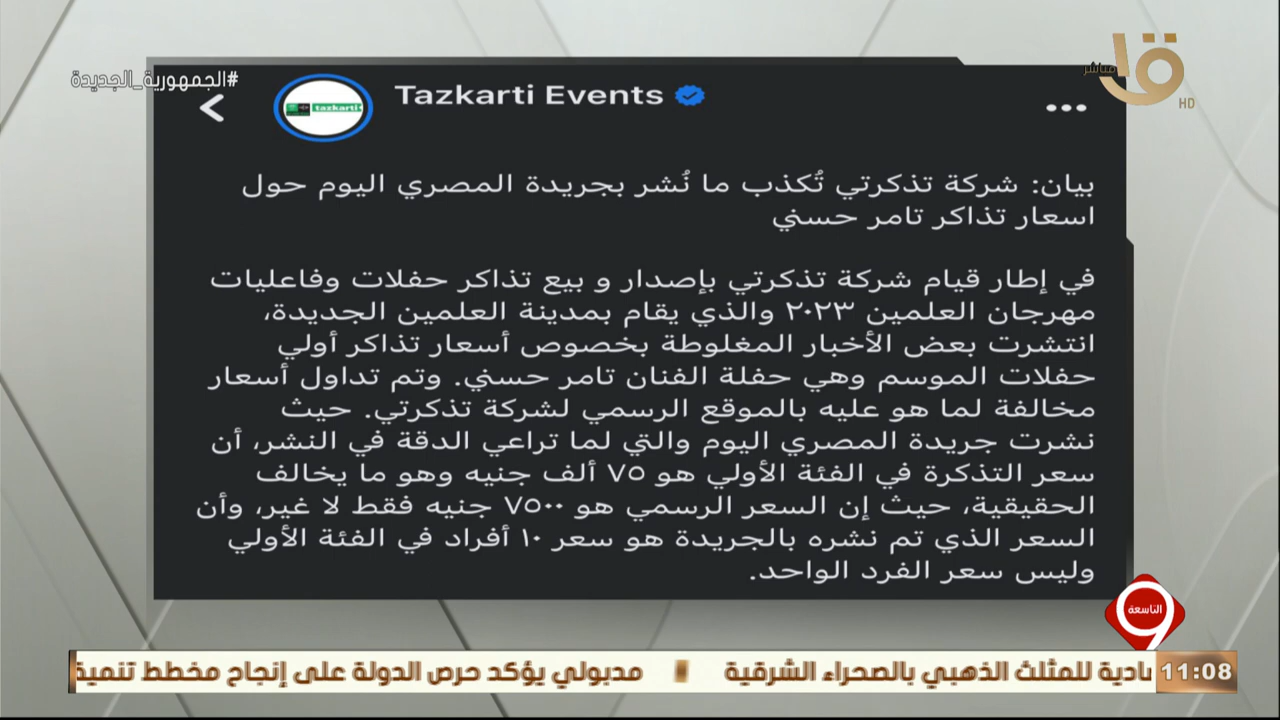 #الجمهورية_الجديدة
مباشر
HD
Tazkarti Events
tazkarti
بيان: شركة تذكرتي تُكذب ما نُشر بجريدة المصري اليوم حول
اسعار تذاكر تامر حسني
في إطار قيام شركة تذكرتي بإصدار و بيع تذاكر حفلات وفاعليات
مهرجان العلمين ٢٠٢٣ والذي يقام بمدينة العلمين الجديدة،
انتشرت بعض الأخبار المغلوطة بخصوص أسعار تذاكر أولي
حفلات الموسم وهي حفلة الفنان تامر حسني. وتم تداول أسعار
مخالفة لما هو عليه بالموقع الرسمي لشركة تذكرتي. حيث
نشرت جريدة المصري اليوم والتي لما تراعي الدقة في النشر، أن
سعر التذكرة في الفئة الأولي هو ٧٥ ألف جنيه وهو ما يخالف
الحقيقية، حيث إن السعر الرسمي هو ٧٥٠٠ جنيه فقط لا غير، وأن
السعر الذي تم نشره بالجريدة هو سعر ١٠ أفراد في الفئة الأولي
وليس سعر الفرد الواحد.
التاسعة
9
11:08
للمثلث الذهبي بالصحراء الشرقية
مدبولي يؤكد حرص الدولة على إنجاح مخطط